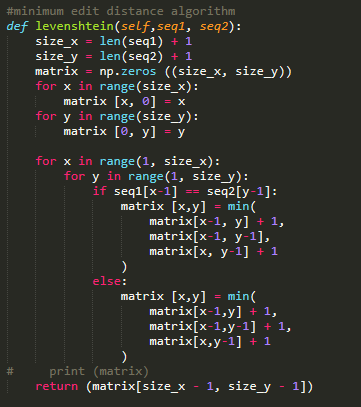 #minimum edit distance algorithm
def levenshtein(self,seq1, seq2):
    size_x = len(seq1) + 1
    size_y = len(seq2) + 1
    matrix = np.zeros ((size_x, size_y))
    for x in range(size_x):
        matrix [x, 0] = x
    for y in range(size_y):
        matrix [0, y] = y

    for x in range(1, size_x):
        for y in range(1, size_y):
            if seq1[x-1] == seq2[y-1]:
                matrix [x,y] = min(
                    matrix[x-1, y] + 1,
                    matrix[x-1, y-1],
                    matrix[x, y-1] + 1
                )
            else:
                matrix [x,y] = min(
                    matrix[x-1,y] + 1,
                    matrix[x-1,y-1] + 1,
                    matrix[x,y-1] + 1
                )
#     print (matrix)
    return (matrix[size_x - 1, size_y - 1])